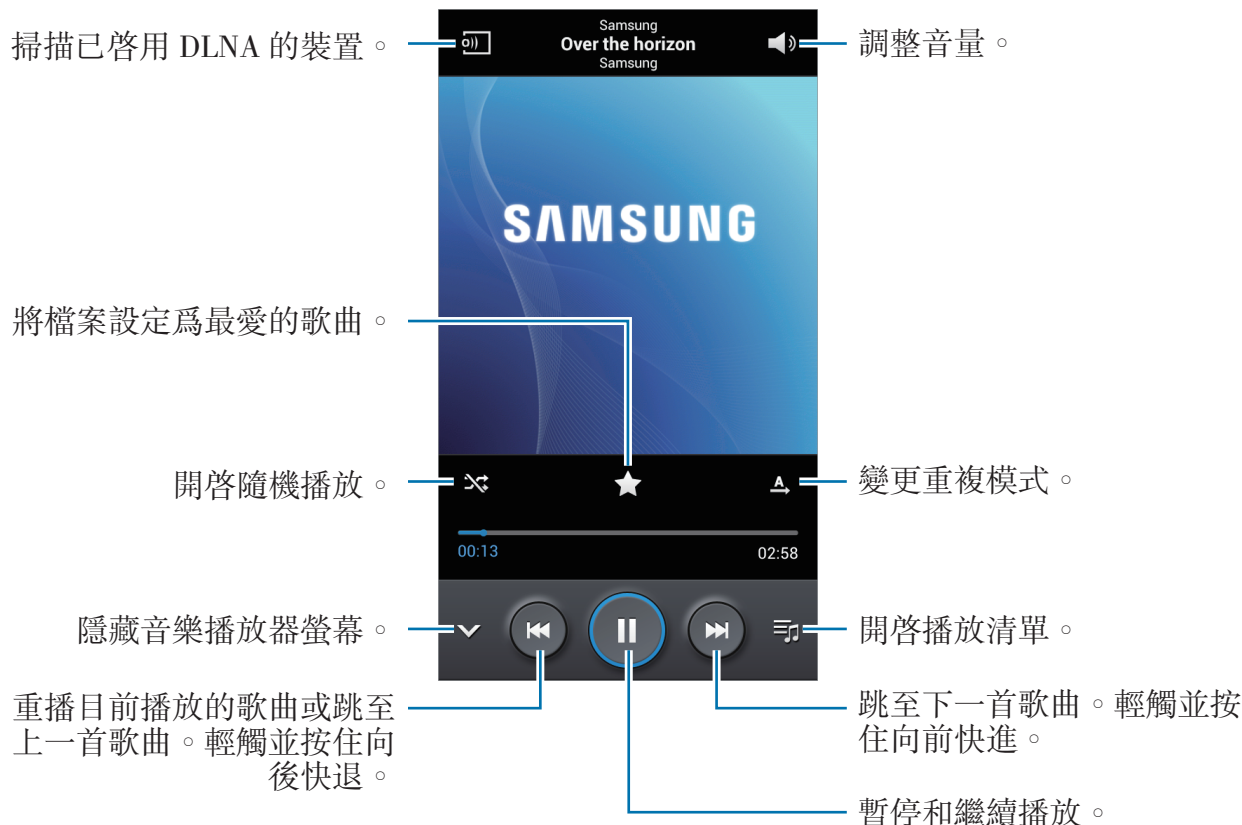 Samsung
掃描已啓用 DLNA 的裝置。
Over the horizon
調整音量。
Samsung
SAMSUNG
將檔案設定爲最愛的歌曲。
開啓隨機播放。
A
變更重複模式。
00:13
02:58
隱藏音樂播放器螢幕。
開啓播放清單。
重播目前播放的歌曲或跳至
上一首歌曲。輕觸並按住向
後快退。
跳至下一首歌曲。輕觸並按
住向前快進。
暫停和繼續播放。